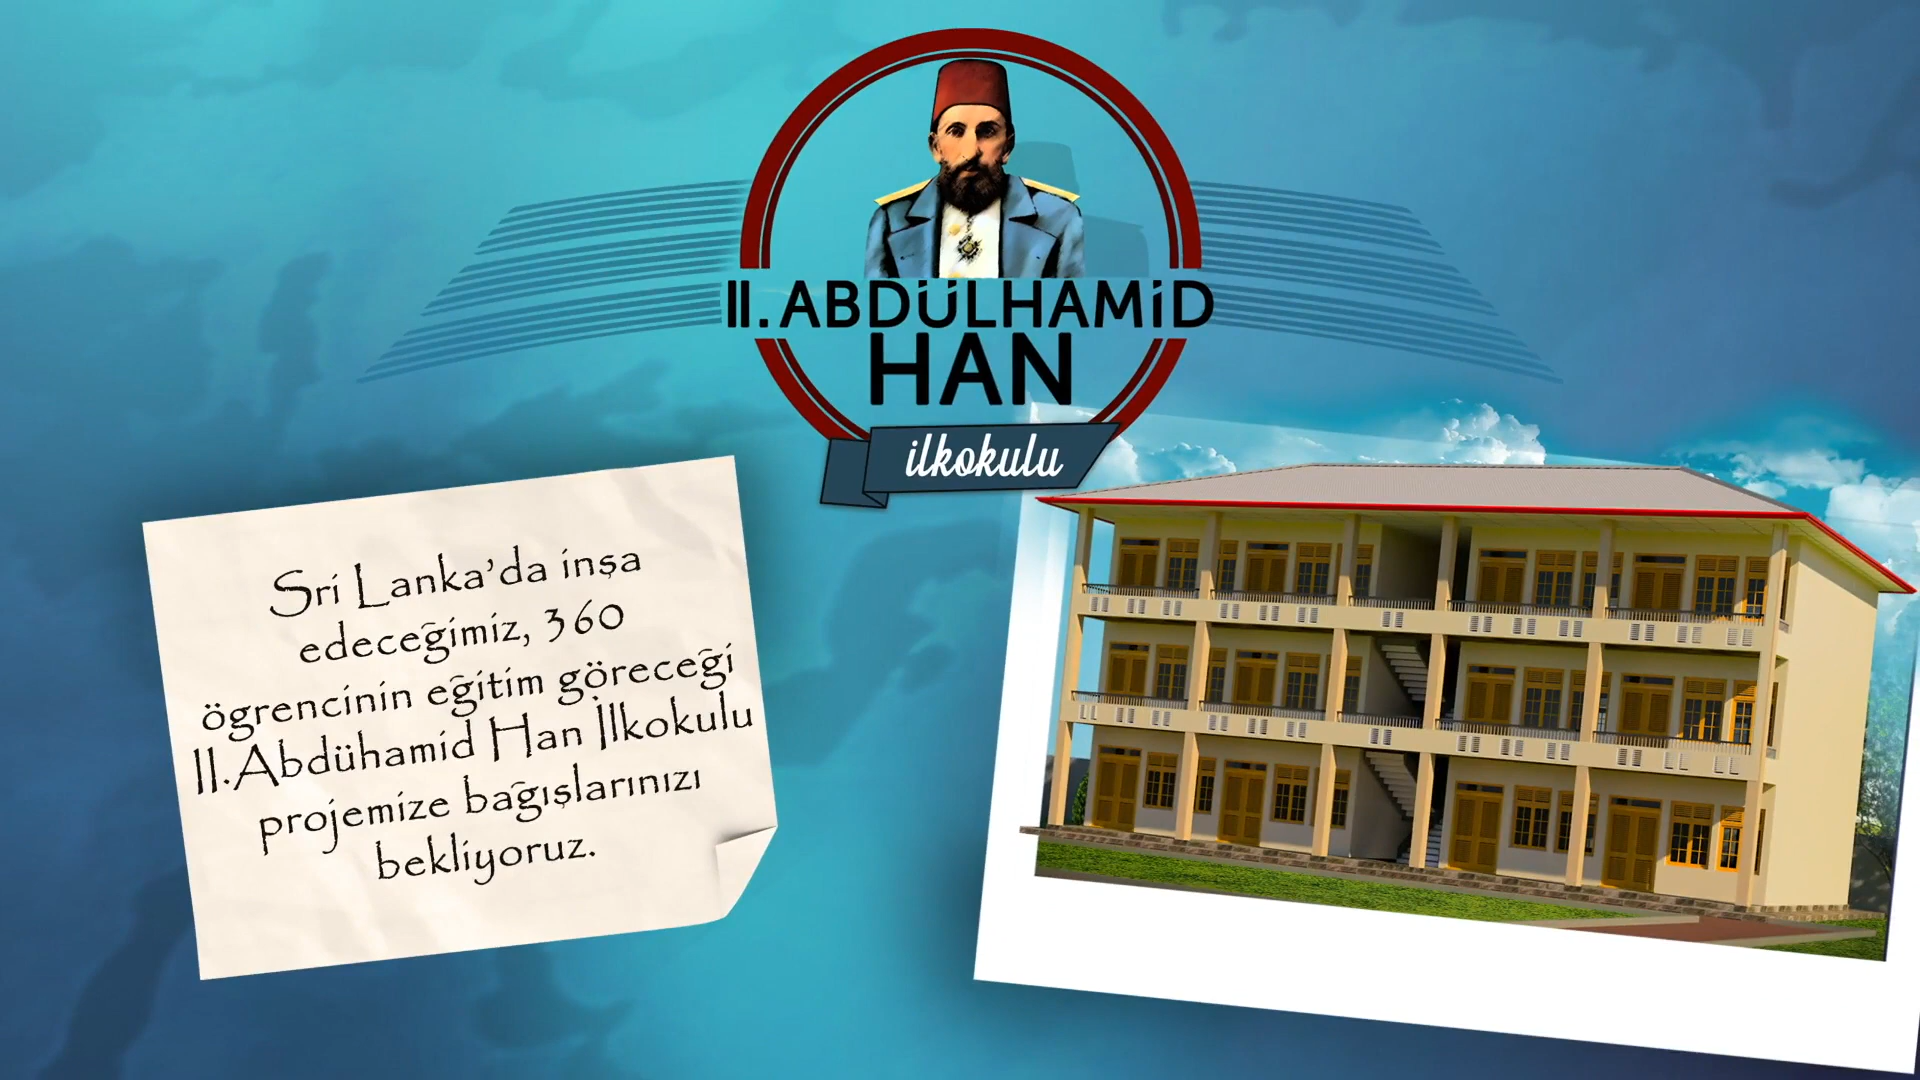 II. ABDÜLHAMİD
HAN
ilkokulu
Sri Lanka'da inşa
edeceğimiz, 360
ögrencinin eğitim göreceği
II.Abdühamid Han İlkokulu
projemize bağışlarınızı
bekliyoruz.